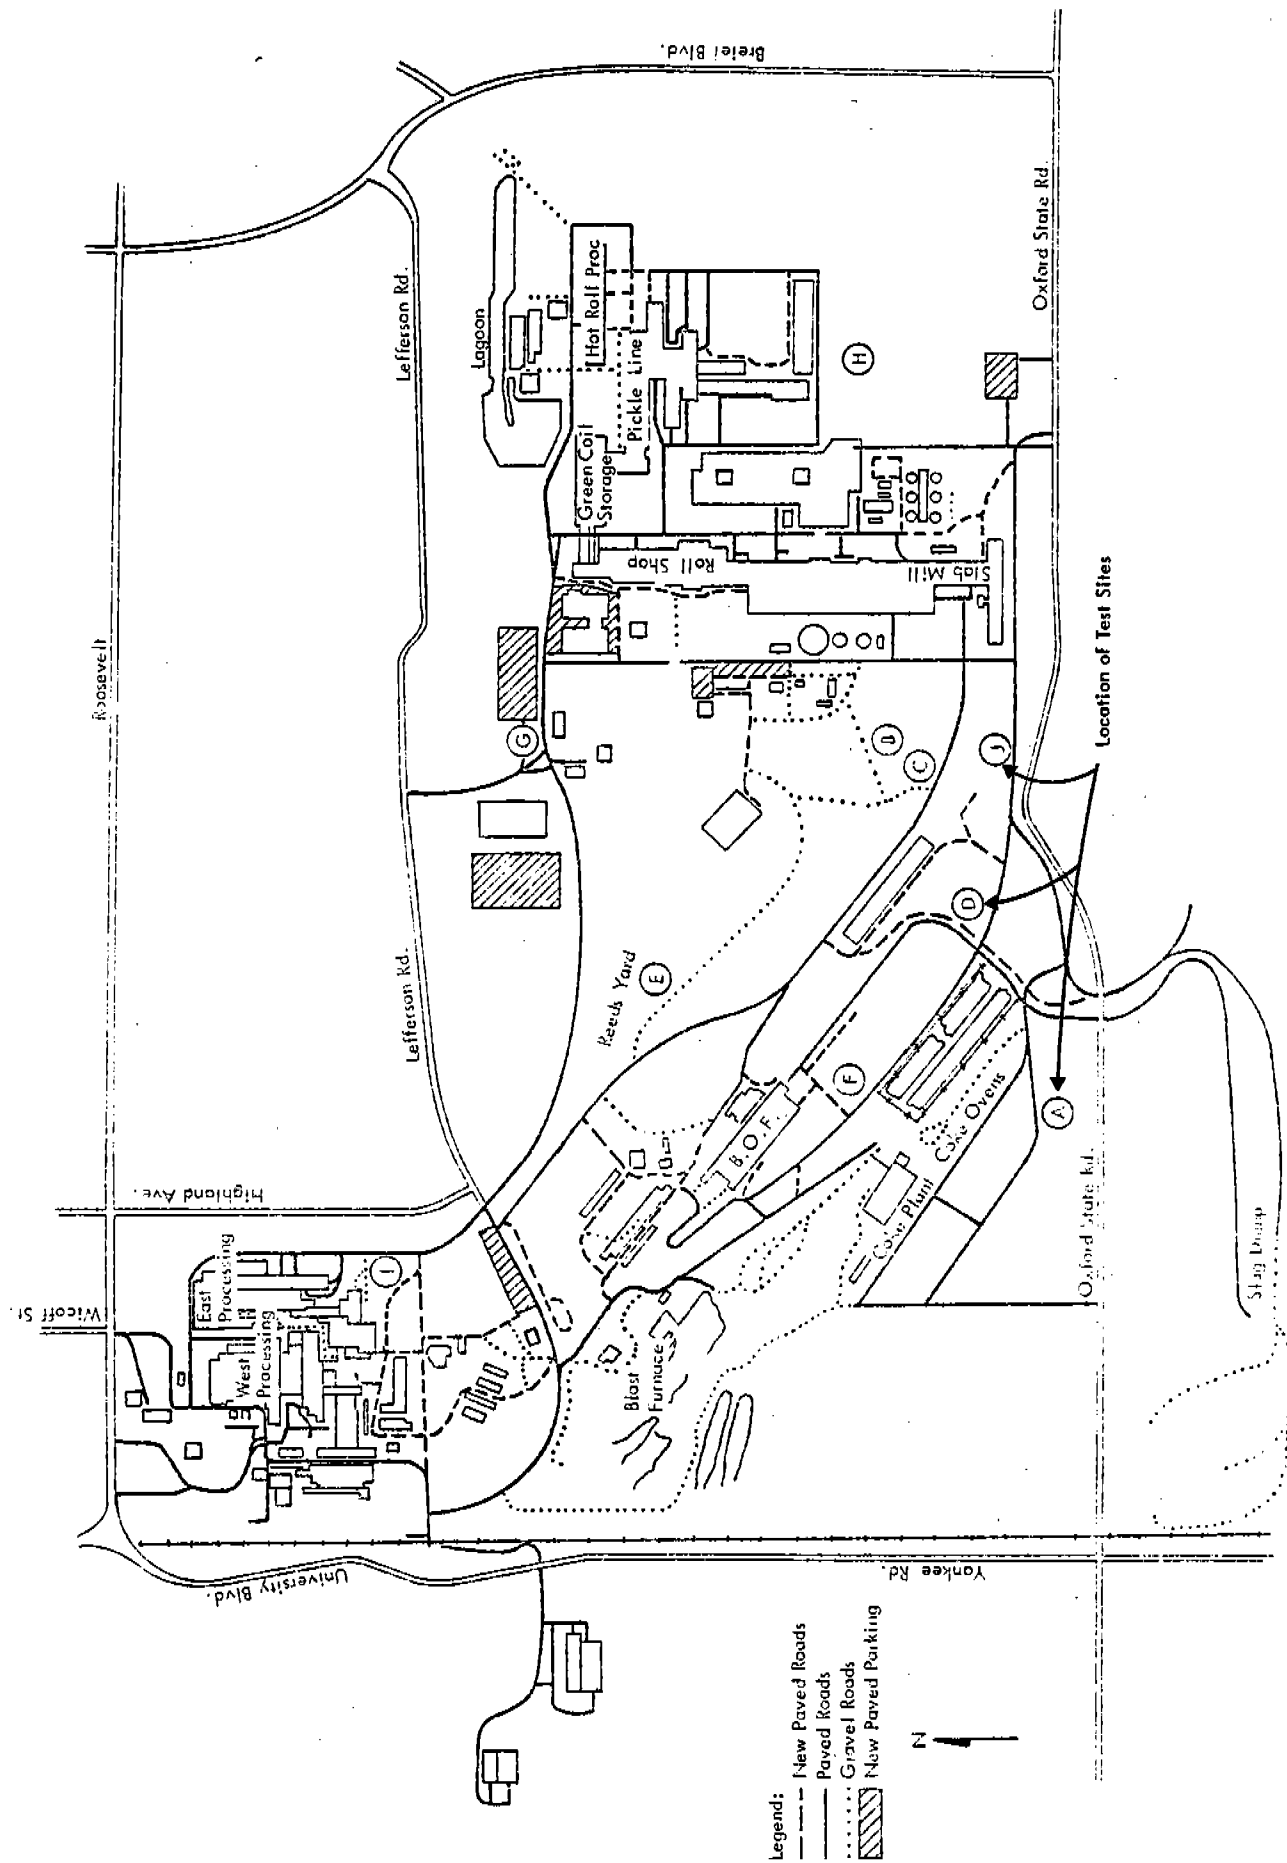 Roosevelt
Breiel Blvd.
Lefferson Rd.
Lagoon
Hot Roll Proc
Pickle Line
Green Coil
Storage
Roll Shop
Slab Mill
Oxford State Rd.
H
G
B
C
J
D
E
F
A
I
Location of Test Sites
Lefferson Rd.
Reeds Yard
B.O.F.
Coke Ovens
Coke Plant
Oxford State Rd.
Slag Dump
Highland Ave.
Wicoff St.
East
Processing
West
Processing
Blast
Furnace
University Blvd.
Yankee Rd.
N
Legend:
New Paved Roads
Paved Roads
Gravel Roads
New Paved Parking